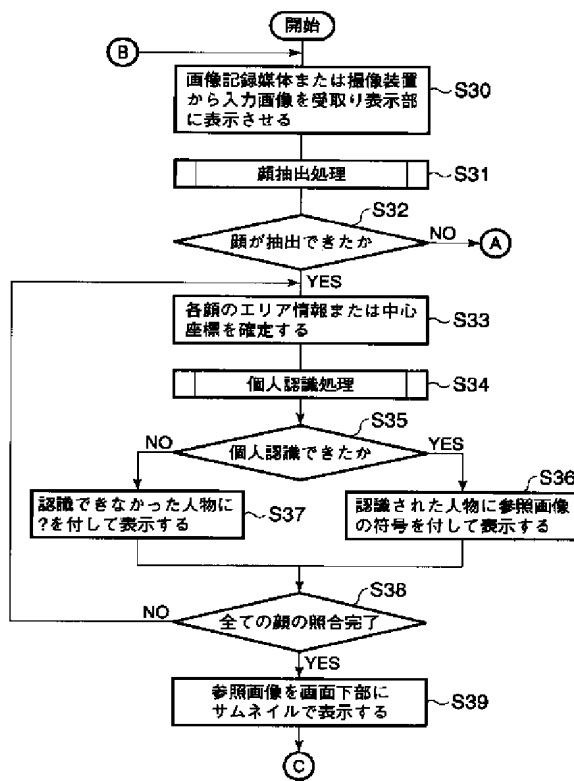 開始
B
画像記録媒体または撮像装置
から入力画像を受取り表示部
に表示させる
S30
顔抽出処理
S31
S32
顔が抽出できたか
NO
A
YES
各顔のエリア情報または中心
座標を確定する
S33
個人認識処理
S34
S35
NO
個人認識できたか
YES
認識できなかった人物に
?を付して表示する
S37
S36
認識された人物に参照画像
の符号を付して表示する
S38
NO
全ての顔の照合完了
YES
参照画像を画面下部に
サムネイルで表示する
S39
C